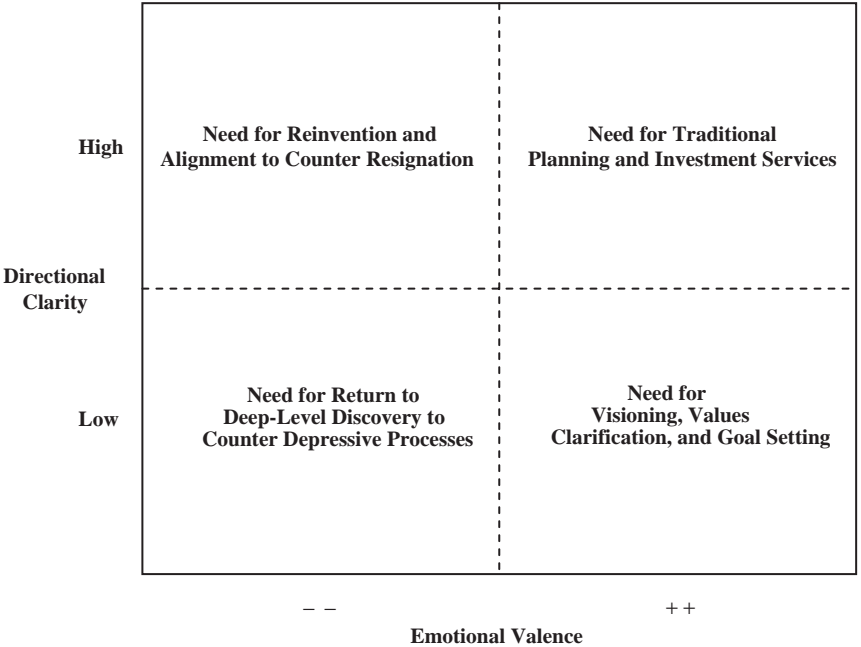 High
Need for Reinvention and
Alignment to Counter Resignation
Need for Traditional
Planning and Investment Services
Directional
Clarity
Low
Need for Return to
Deep-Level Discovery to
Counter Depressive Processes
Need for
Visioning, Values
Clarification, and Goal Setting
– –
++
Emotional Valence